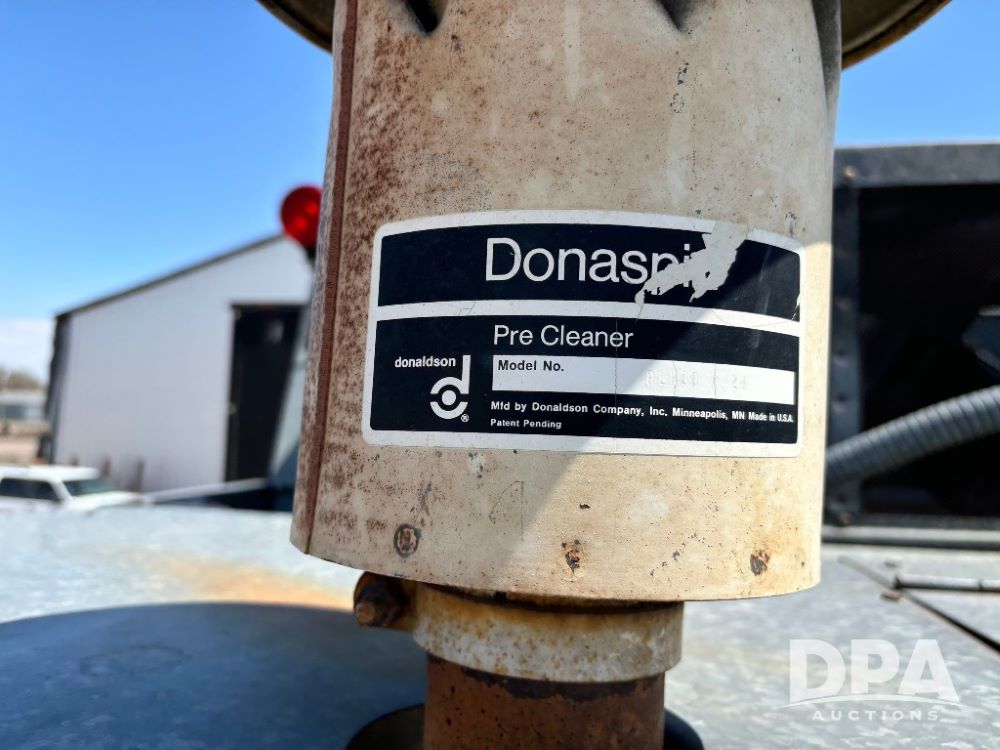 Donaspi
Pre Cleaner
donaldson
Model No.
Mfd by Donaldson Company, Inc. Minneapolis, MN Made in U.S.A.
Patent Pending
DPA
AUCTIONS